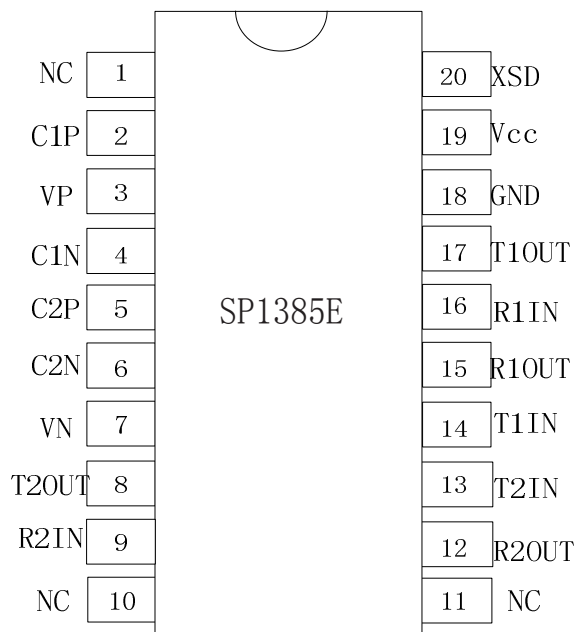 NC 1 20 XSD
C1P 2 19 Vcc
VP 3 18 GND
C1N 4 17 T1OUT
C2P 5 SP1385E 16 R1IN
C2N 6 15 R1OUT
VN 7 14 T1IN
T2OUT 8 13 T2IN
R2IN 9 12 R2OUT
NC 10 11 NC